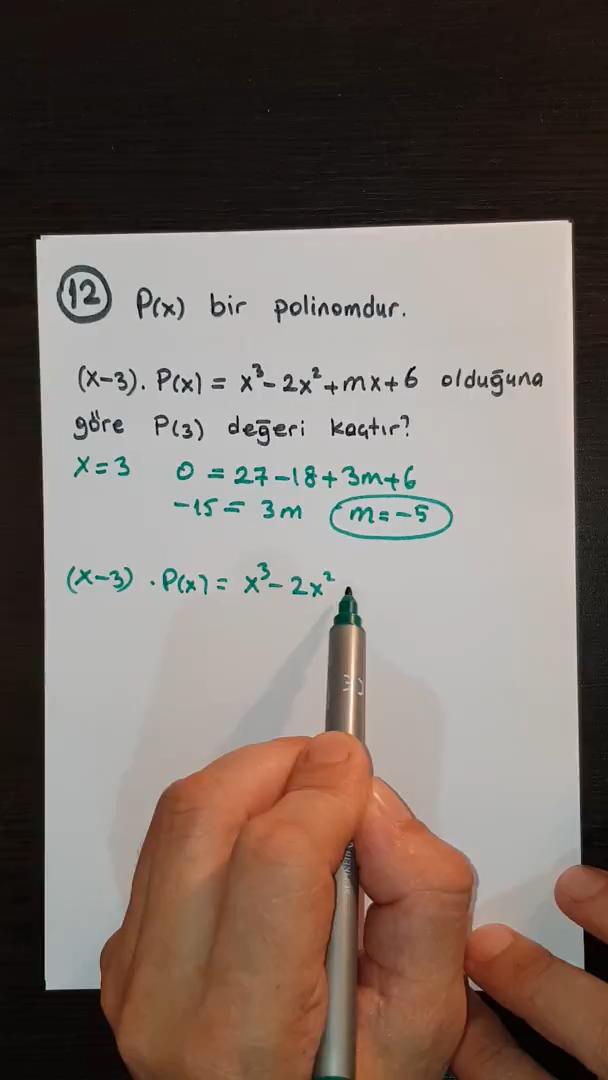 12 P(x) bir polinomdur.
(x-3). P(x) = x³-2x²+mx+6 olduğuna
göre P(3) değeri kaçtır?
x=3 0 = 27-18+3m+6
-15 = 3m m=-5
(x-3) . P(x) = x³-2x²